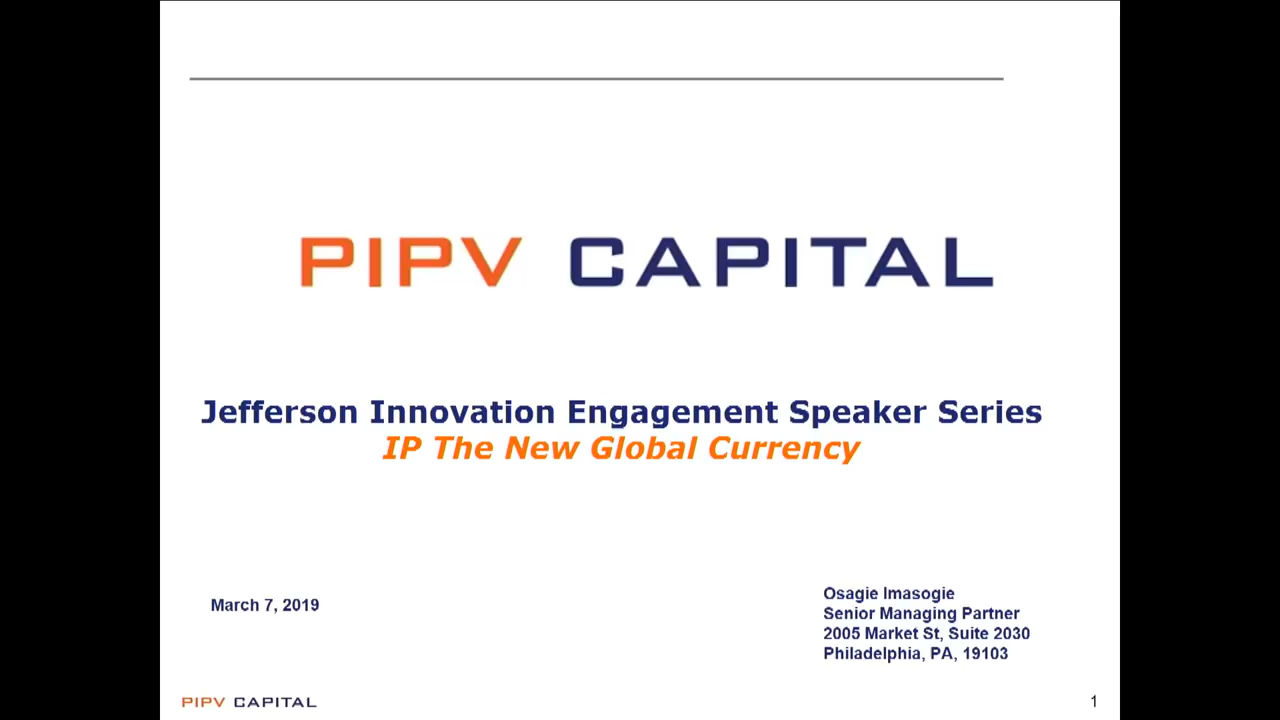 PIPV CAPITAL
Jefferson Innovation Engagement Speaker Series
IP The New Global Currency
March 7, 2019
Osagie Imasogie
Senior Managing Partner
2005 Market St, Suite 2030
Philadelphia, PA, 19103
PIPV CAPITAL
1